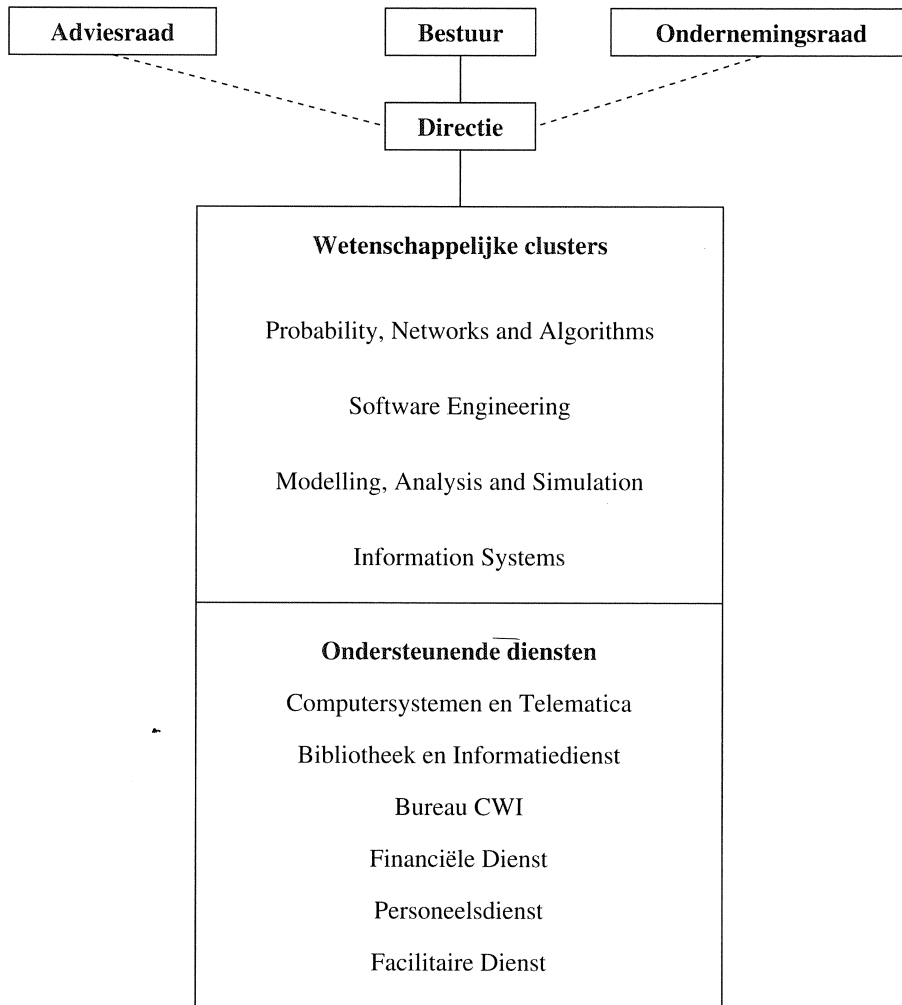 Adviesraad
Bestuur
Ondernemingsraad
Directie
Wetenschappelijke clusters
Probability, Networks and Algorithms
Software Engineering
Modelling, Analysis and Simulation
Information Systems
Ondersteunende diensten
Computersystemen en Telematica
Bibliotheek en Informatiedienst
Bureau CWI
Financiële Dienst
Personeelsdienst
Facilitaire Dienst